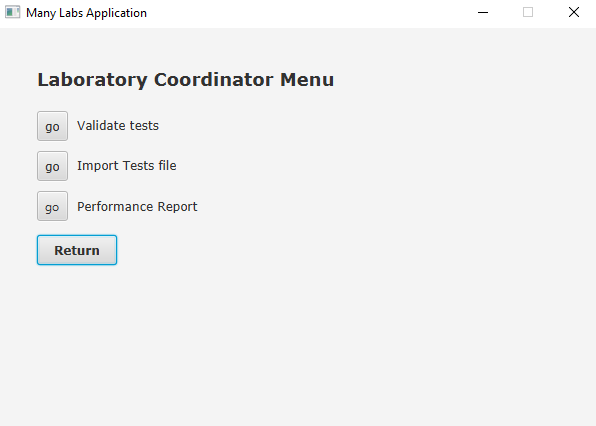 Many Labs Application
Laboratory Coordinator Menu
go Validate tests
go Import Tests file
go Performance Report
Return